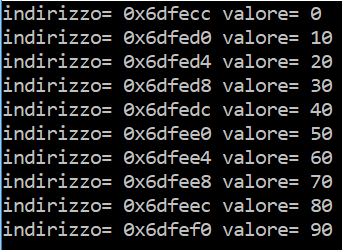 indirizzo= 0x6dfecc valore= 0
indirizzo= 0x6dfed0 valore= 10
indirizzo= 0x6dfed4 valore= 20
indirizzo= 0x6dfed8 valore= 30
indirizzo= 0x6dfedc valore= 40
indirizzo= 0x6dfee0 valore= 50
indirizzo= 0x6dfee4 valore= 60
indirizzo= 0x6dfee8 valore= 70
indirizzo= 0x6dfeec valore= 80
indirizzo= 0x6dfef0 valore= 90